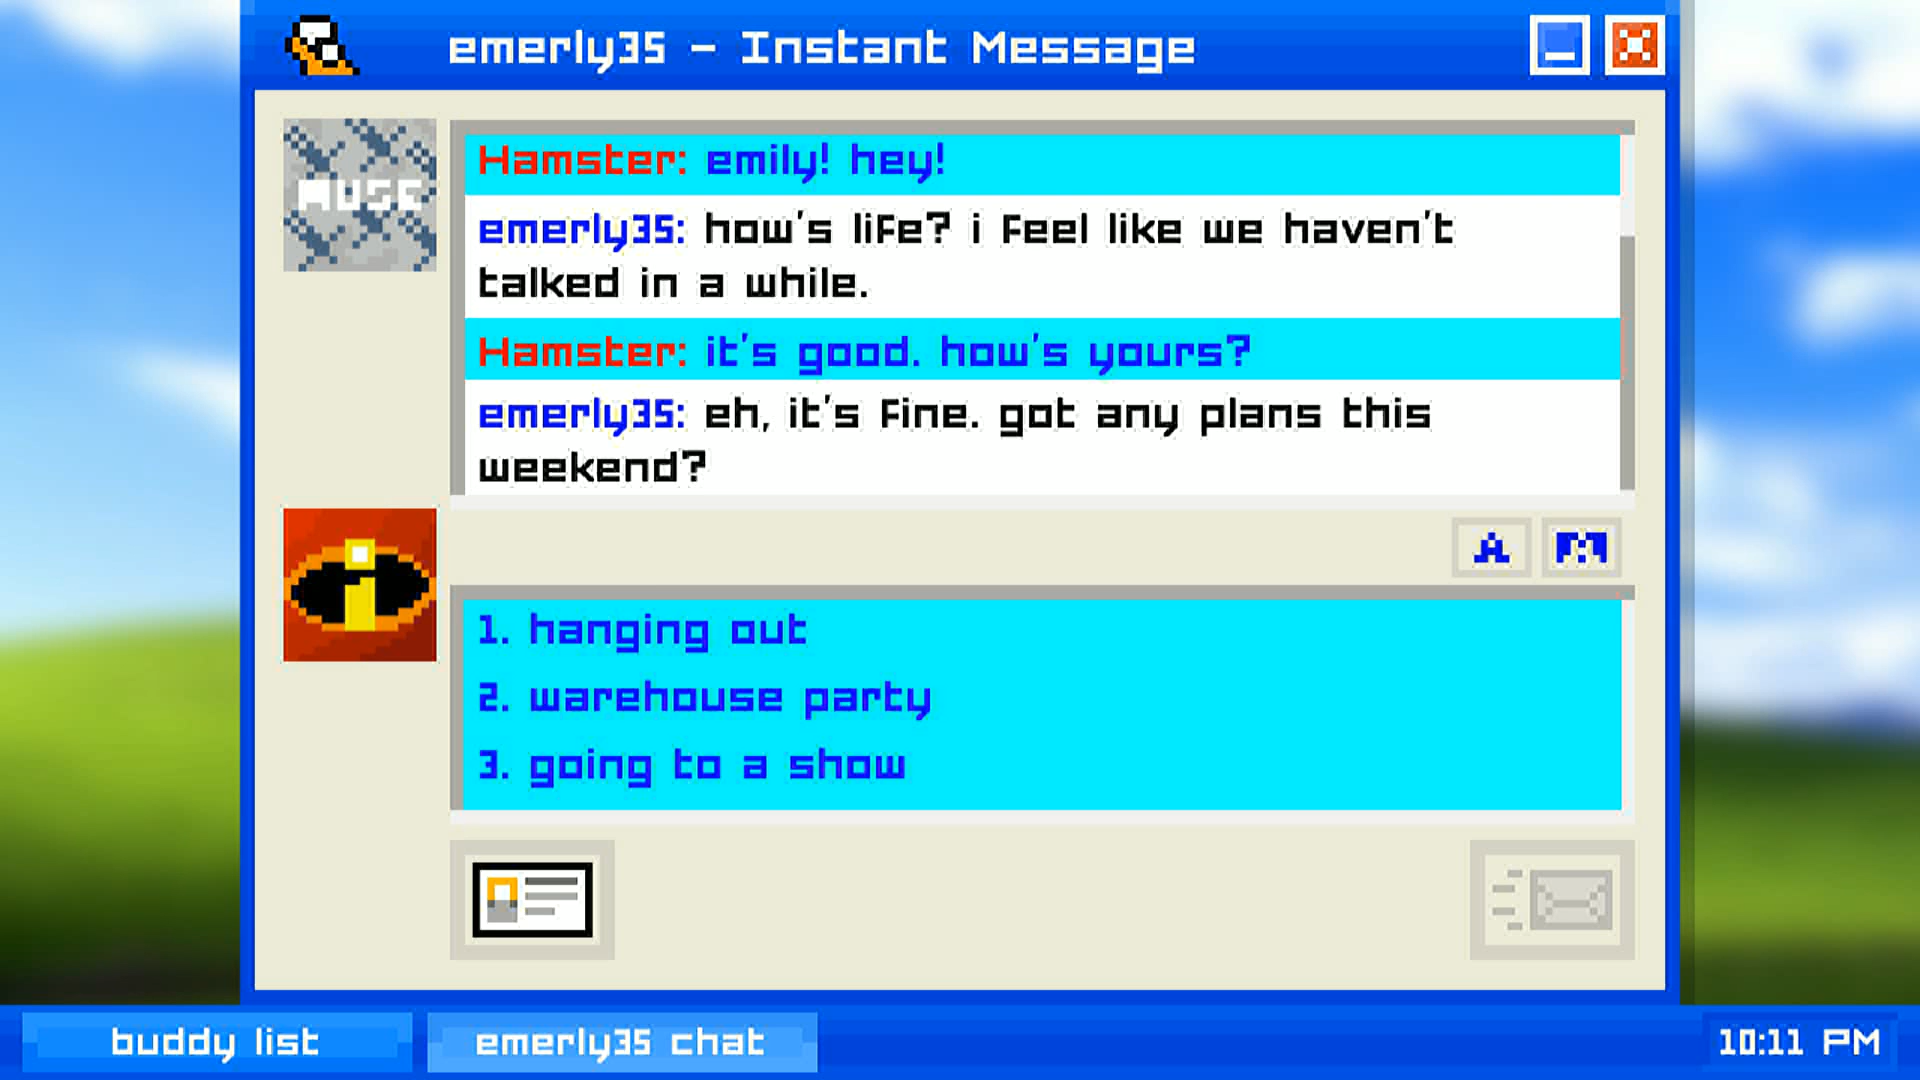 emerly35 - Instant Message
MUSE
Hamster: emily! hey!
emerly35: how's life? i feel like we haven't
talked in a while.
Hamster: it's good. how's yours?
emerly35: eh, it's fine. got any plans this
weekend?
A M
1. hanging out
2. warehouse party
3. going to a show
buddy list
emerly35 chat
10:11 PM